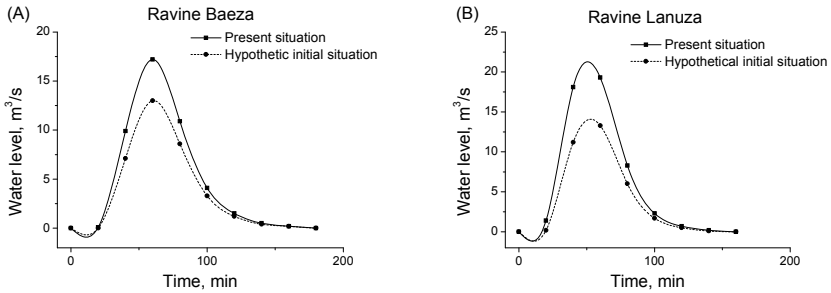 (A)
Ravine Baeza
Present situation
Hypothetic initial situation
Water level, m³/s
20
15
10
5
0
0
100
200
Time, min
(B)
Ravine Lanuza
Present situation
Hypothetical initial situation
Water level, m³/s
25
20
15
10
5
0
0
100
200
Time, min